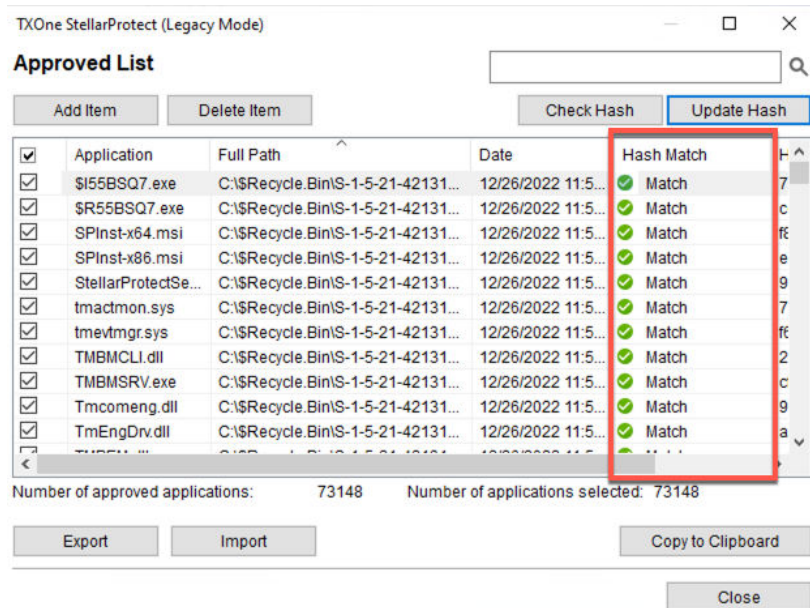 TXOne StellarProtect (Legacy Mode)
Approved List
Add Item Delete Item Check Hash Update Hash
Application Full Path Date Hash Match H
$I55BSQ7.exe C:\$Recycle.Bin\S-1-5-21-42131... 12/26/2022 11:5... Match 7
$R55BSQ7.exe C:\$Recycle.Bin\S-1-5-21-42131... 12/26/2022 11:5... Match c
SPInst-x64.msi C:\$Recycle.Bin\S-1-5-21-42131... 12/26/2022 11:5... Match f8
SPInst-x86.msi C:\$Recycle.Bin\S-1-5-21-42131... 12/26/2022 11:5... Match e
StellarProtectSe... C:\$Recycle.Bin\S-1-5-21-42131... 12/26/2022 11:5... Match 9
tmactmon.sys C:\$Recycle.Bin\S-1-5-21-42131... 12/26/2022 11:5... Match 7
tmevtmgr.sys C:\$Recycle.Bin\S-1-5-21-42131... 12/26/2022 11:5... Match f6
TMBMCLI.dll C:\$Recycle.Bin\S-1-5-21-42131... 12/26/2022 11:5... Match 2
TMBMSRV.exe C:\$Recycle.Bin\S-1-5-21-42131... 12/26/2022 11:5... Match c
Tmcomeng.dll C:\$Recycle.Bin\S-1-5-21-42131... 12/26/2022 11:5... Match 9
TmEngDrv.dll C:\$Recycle.Bin\S-1-5-21-42131... 12/26/2022 11:5... Match a
Number of approved applications: 73148 Number of applications selected: 73148
Export Import Copy to Clipboard
Close